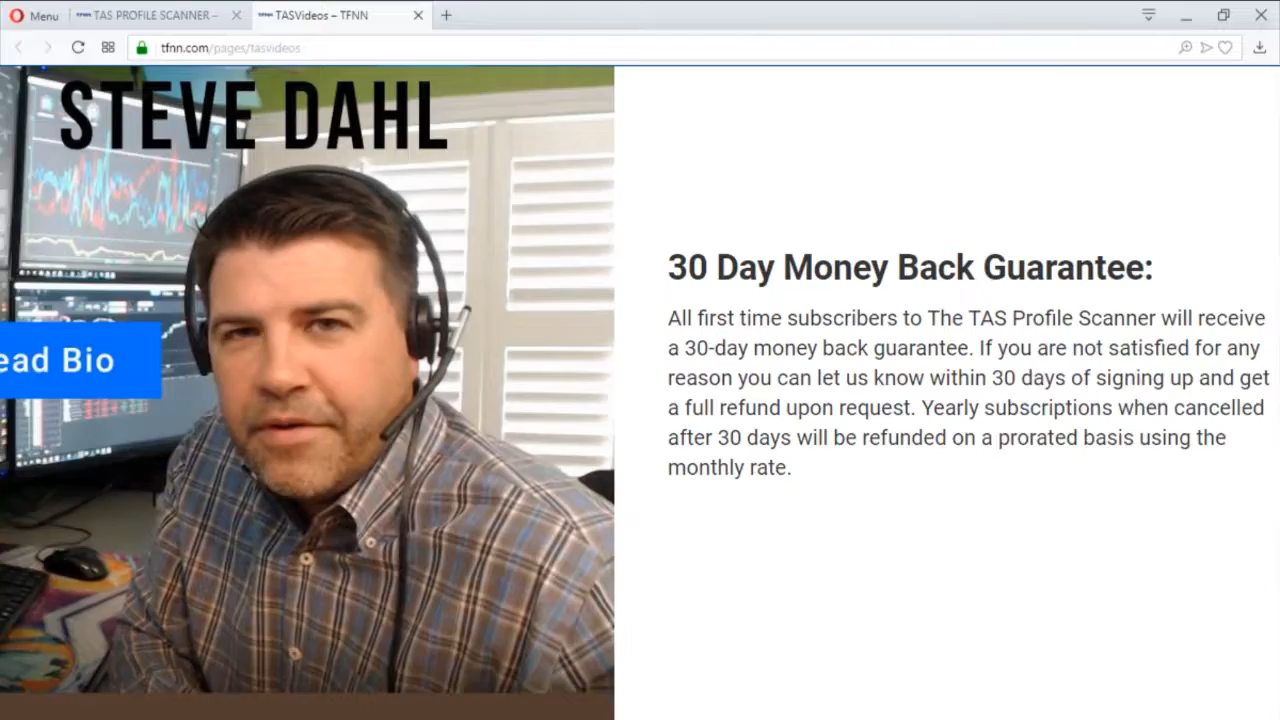 Menu
TAS PROFILE SCANNER –
TASVideos – TFNN
tfnn.com/pages/tasvideos
STEVE DAHL
ead Bio
30 Day Money Back Guarantee:
All first time subscribers to The TAS Profile Scanner will receive
a 30-day money back guarantee. If you are not satisfied for any
reason you can let us know within 30 days of signing up and get
a full refund upon request. Yearly subscriptions when cancelled
after 30 days will be refunded on a prorated basis using the
monthly rate.